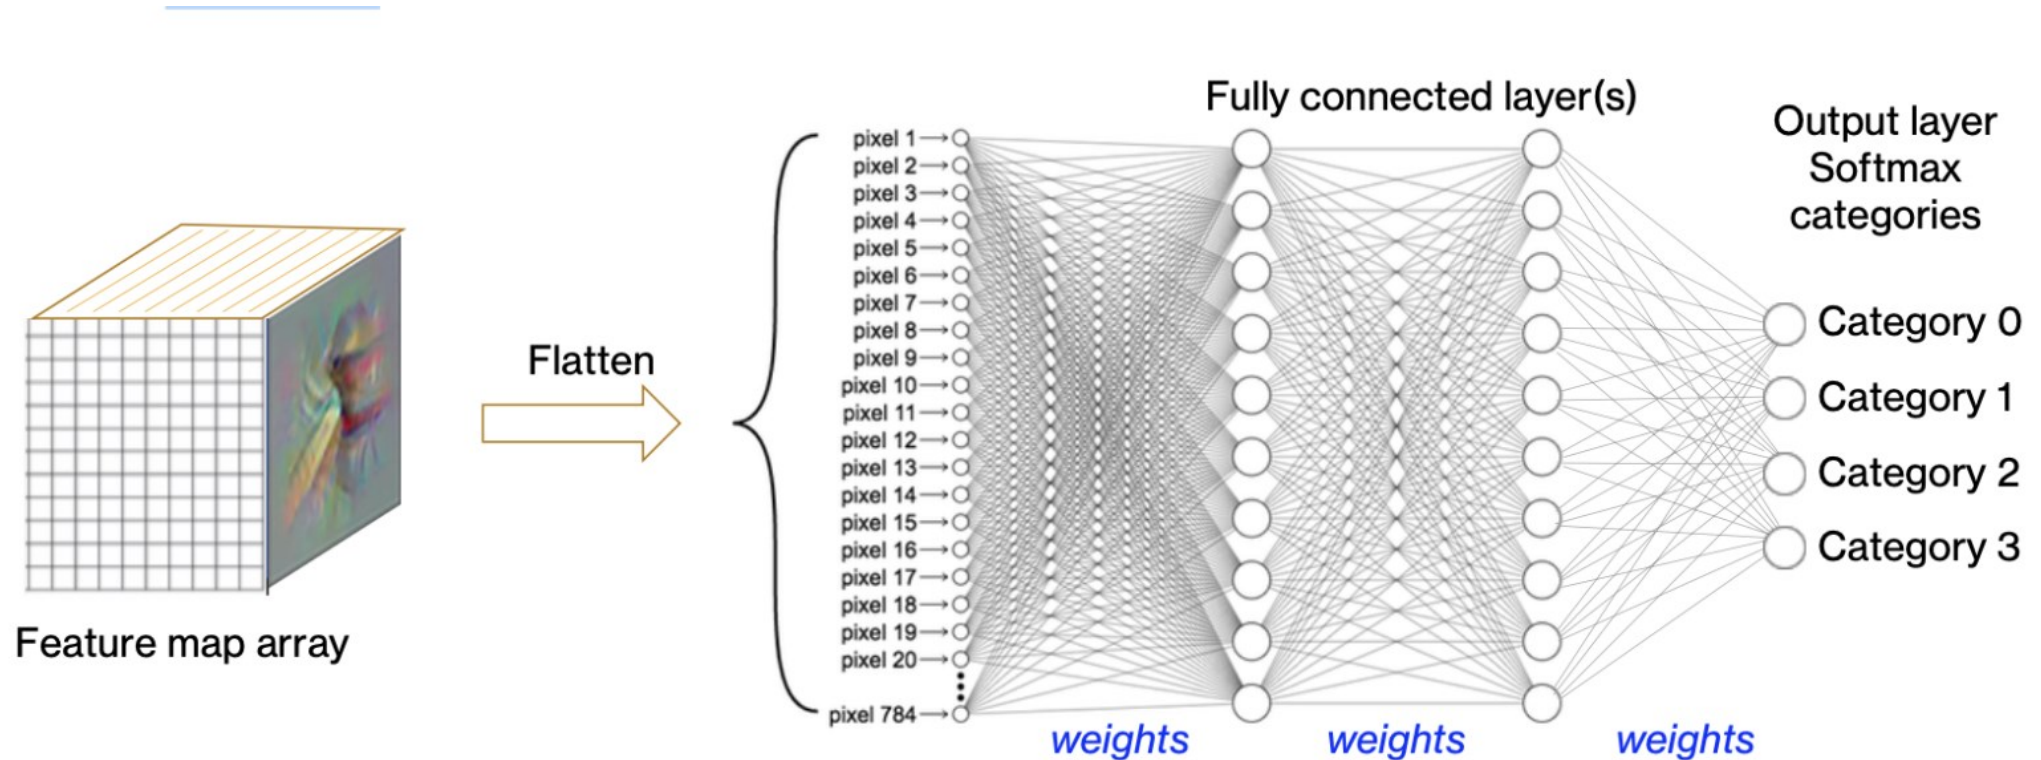 Feature map array
Flatten
pixel 1
pixel 2
pixel 3
pixel 4
pixel 5
pixel 6
pixel 7
pixel 8
pixel 9
pixel 10
pixel 11
pixel 12
pixel 13
pixel 14
pixel 15
pixel 16
pixel 17
pixel 18
pixel 19
pixel 20
pixel 784
Fully connected layer(s)
weights
weights
weights
Output layer
Softmax
categories
Category 0
Category 1
Category 2
Category 3